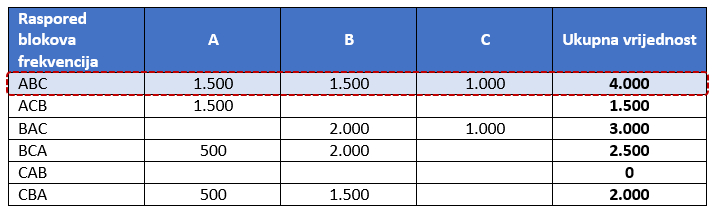 Raspored blokova frekvencija A B C Ukupna vrijednost
ABC 1.500 1.500 1.000 4.000
ACB 1.500 1.500
BAC 2.000 1.000 3.000
BCA 500 2.000 2.500
CAB 0
CBA 500 1.500 2.000